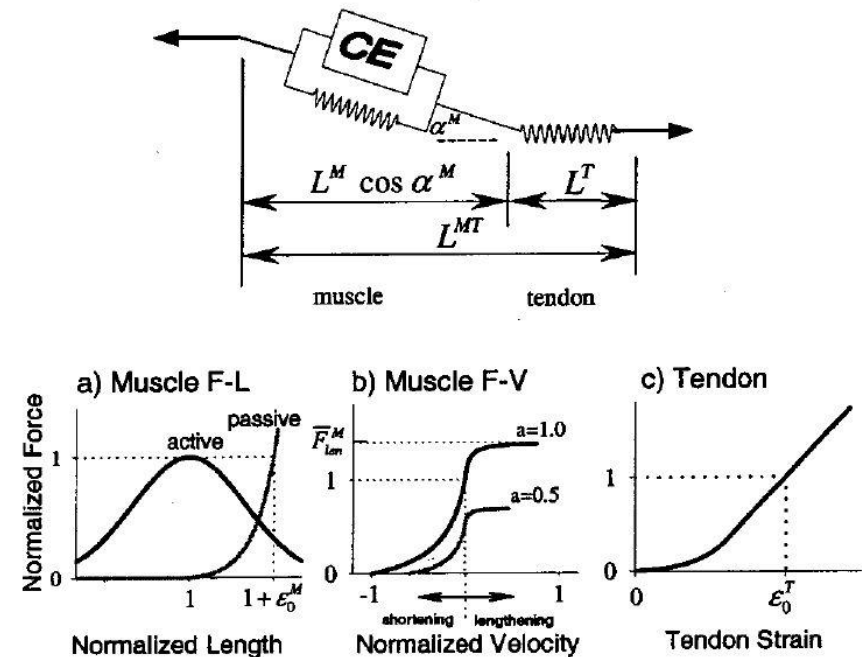 CE
α^M
L^M cos α^M
L^T
L^MT
muscle
tendon
a) Muscle F-L
b) Muscle F-V
c) Tendon
Normalized Force
passive
active
1
0
1
1 + ε₀^M
Normalized Length
F̅^M_len
a=1.0
1
a=0.5
0
-1
1
shortening
lengthening
Normalized Velocity
1
0
0
ε₀^T
Tendon Strain